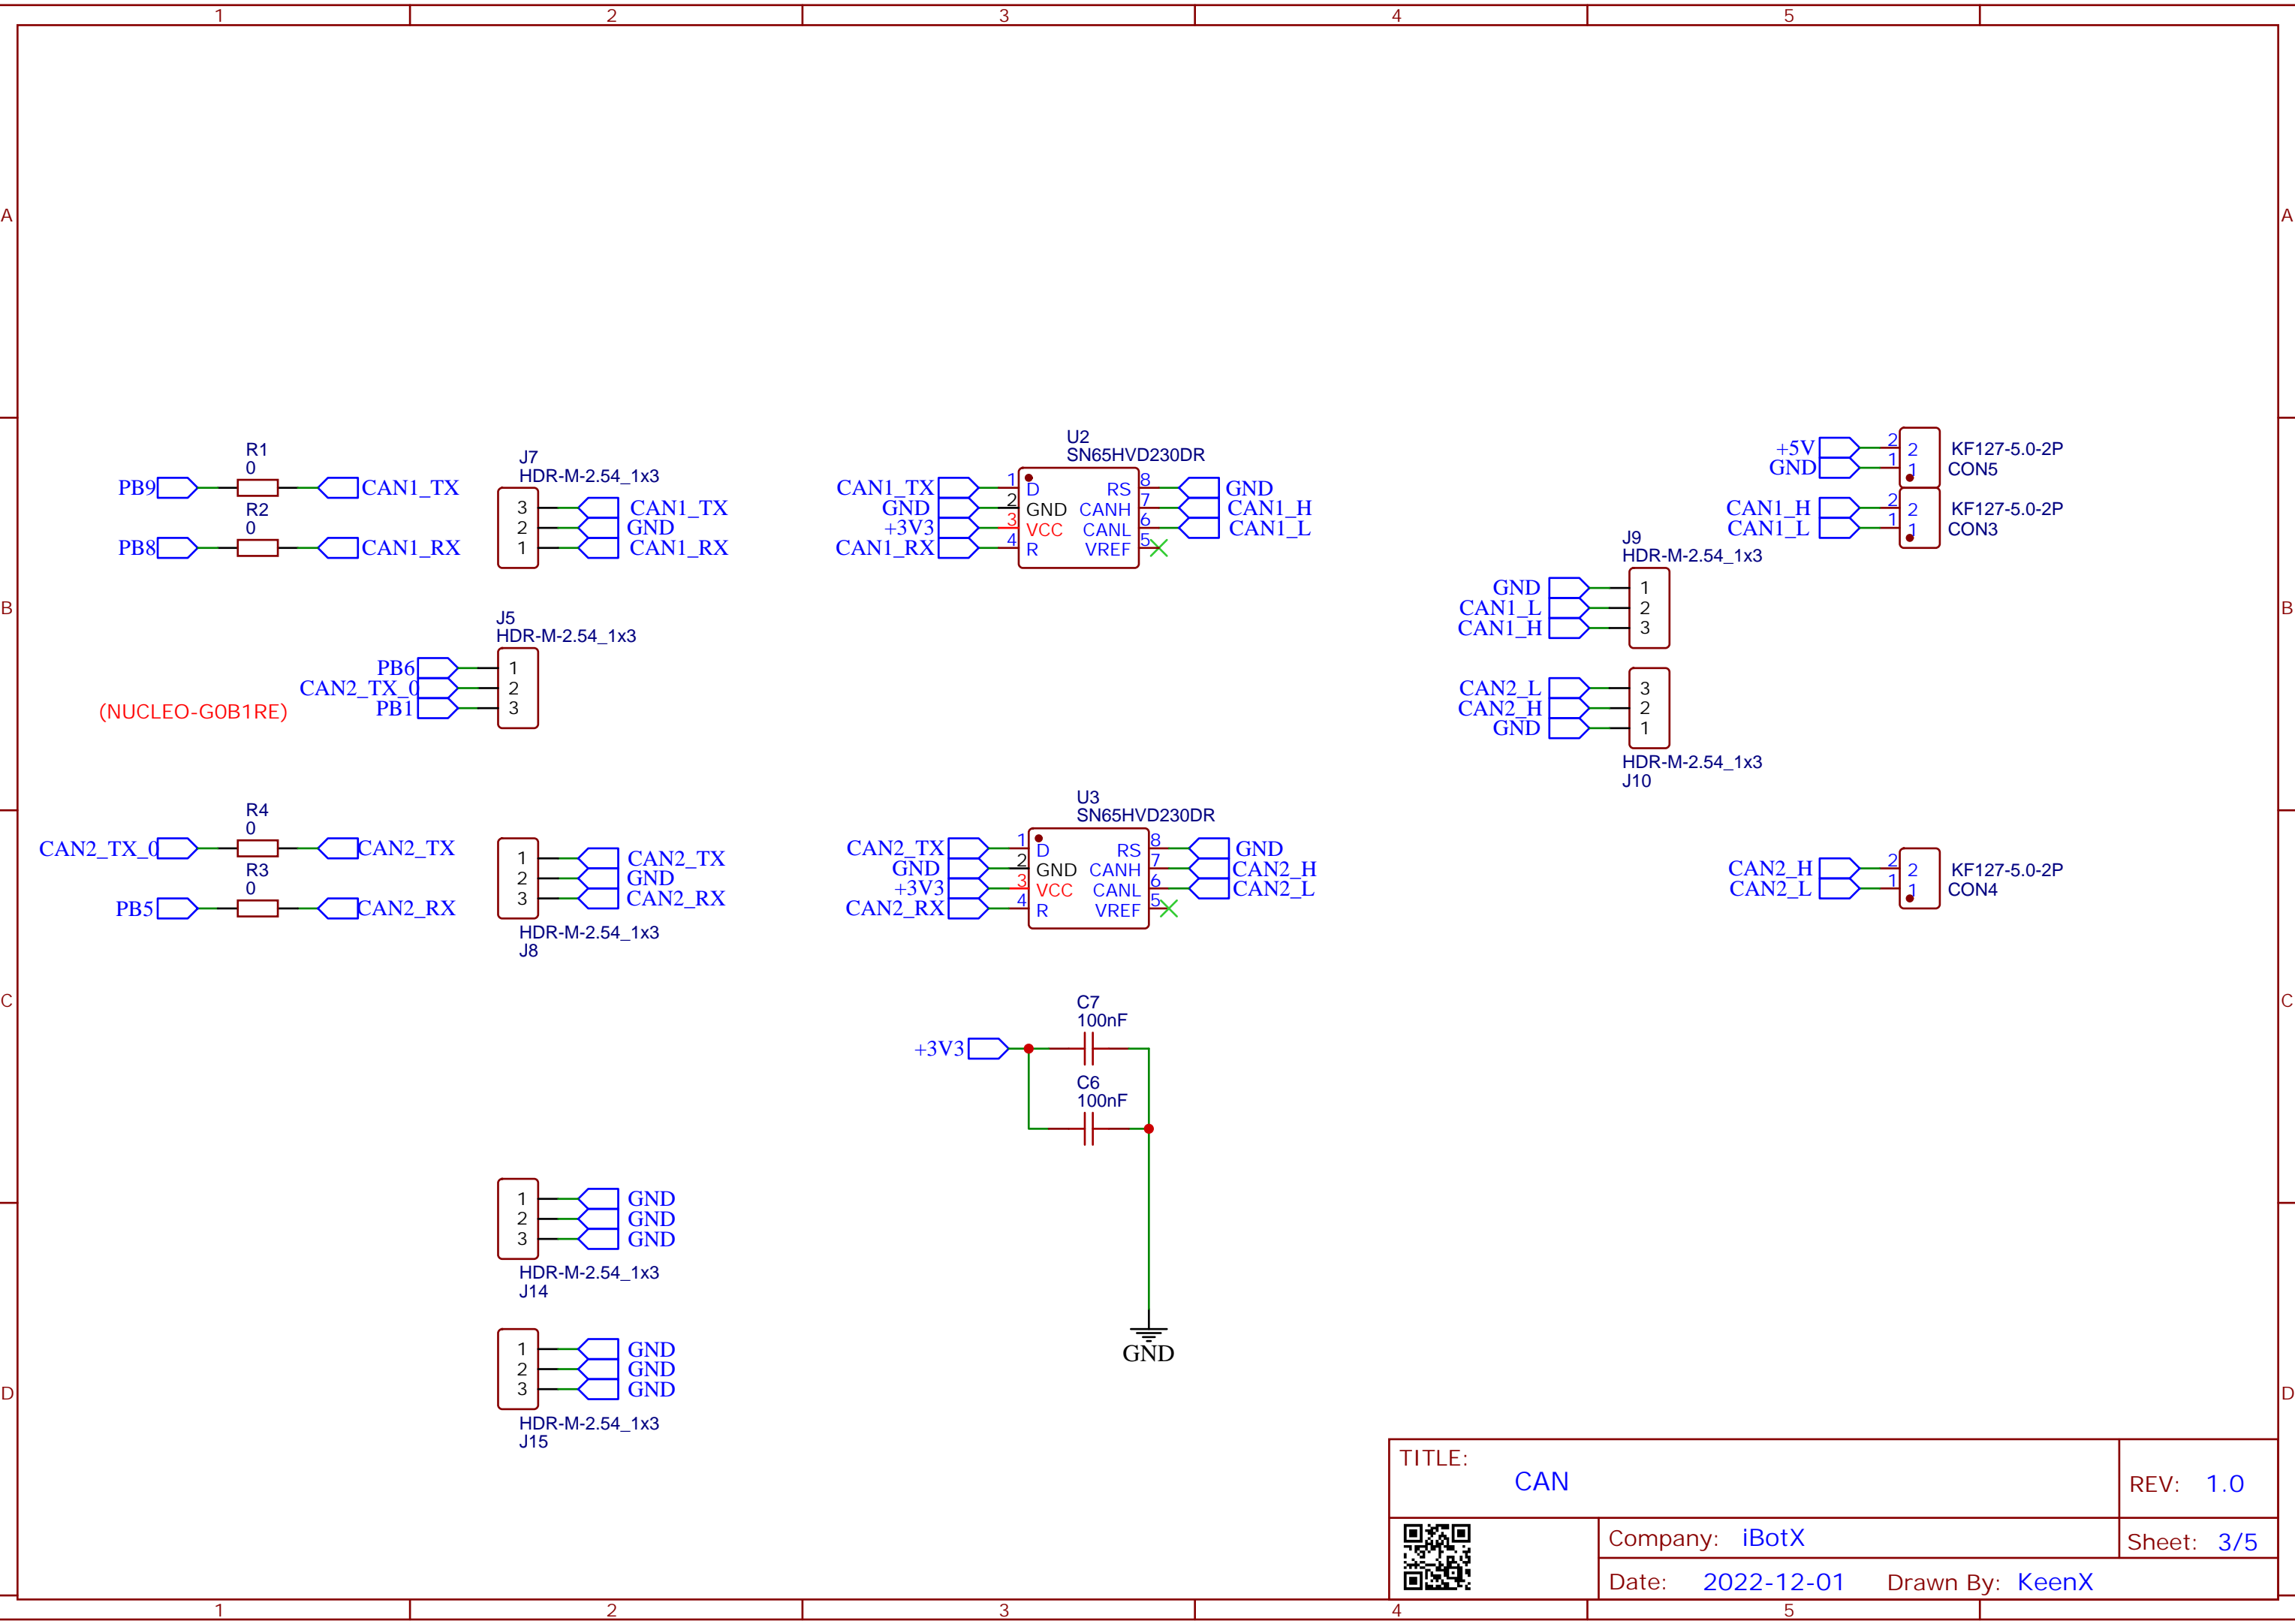 1 2 3 4 5
A A
B B
C C
D D
R1
0
PB9 CAN1_TX
R2
0
PB8 CAN1_RX
J7
HDR-M-2.54_1x3
3 CAN1_TX
2 GND
1 CAN1_RX
J5
HDR-M-2.54_1x3
PB6 1
CAN2_TX_0 2
PB1 3
(NUCLEO-G0B1RE)
R4
0
CAN2_TX_0 CAN2_TX
R3
0
PB5 CAN2_RX
1 CAN2_TX
2 GND
3 CAN2_RX
HDR-M-2.54_1x3
J8
1 GND
2 GND
3 GND
HDR-M-2.54_1x3
J14
1 GND
2 GND
3 GND
HDR-M-2.54_1x3
J15
U2
SN65HVD230DR
CAN1_TX 1 D RS 8 GND
GND 2 GND CANH 7 CAN1_H
+3V3 3 VCC CANL 6 CAN1_L
CAN1_RX 4 R VREF 5
U3
SN65HVD230DR
CAN2_TX 1 D RS 8 GND
GND 2 GND CANH 7 CAN2_H
+3V3 3 VCC CANL 6 CAN2_L
CAN2_RX 4 R VREF 5
C7
100nF
+3V3
C6
100nF
GND
+5V 2 2 KF127-5.0-2P
GND 1 1 CON5
CAN1_H 2 2 KF127-5.0-2P
CAN1_L 1 1 CON3
J9
HDR-M-2.54_1x3
GND 1
CAN1_L 2
CAN1_H 3
CAN2_L 3
CAN2_H 2
GND 1
HDR-M-2.54_1x3
J10
CAN2_H 2 2 KF127-5.0-2P
CAN2_L 1 1 CON4
TITLE:
CAN
REV: 1.0
Company: iBotX
Sheet: 3/5
Date: 2022-12-01 Drawn By: KeenX
1 2 3 4 5